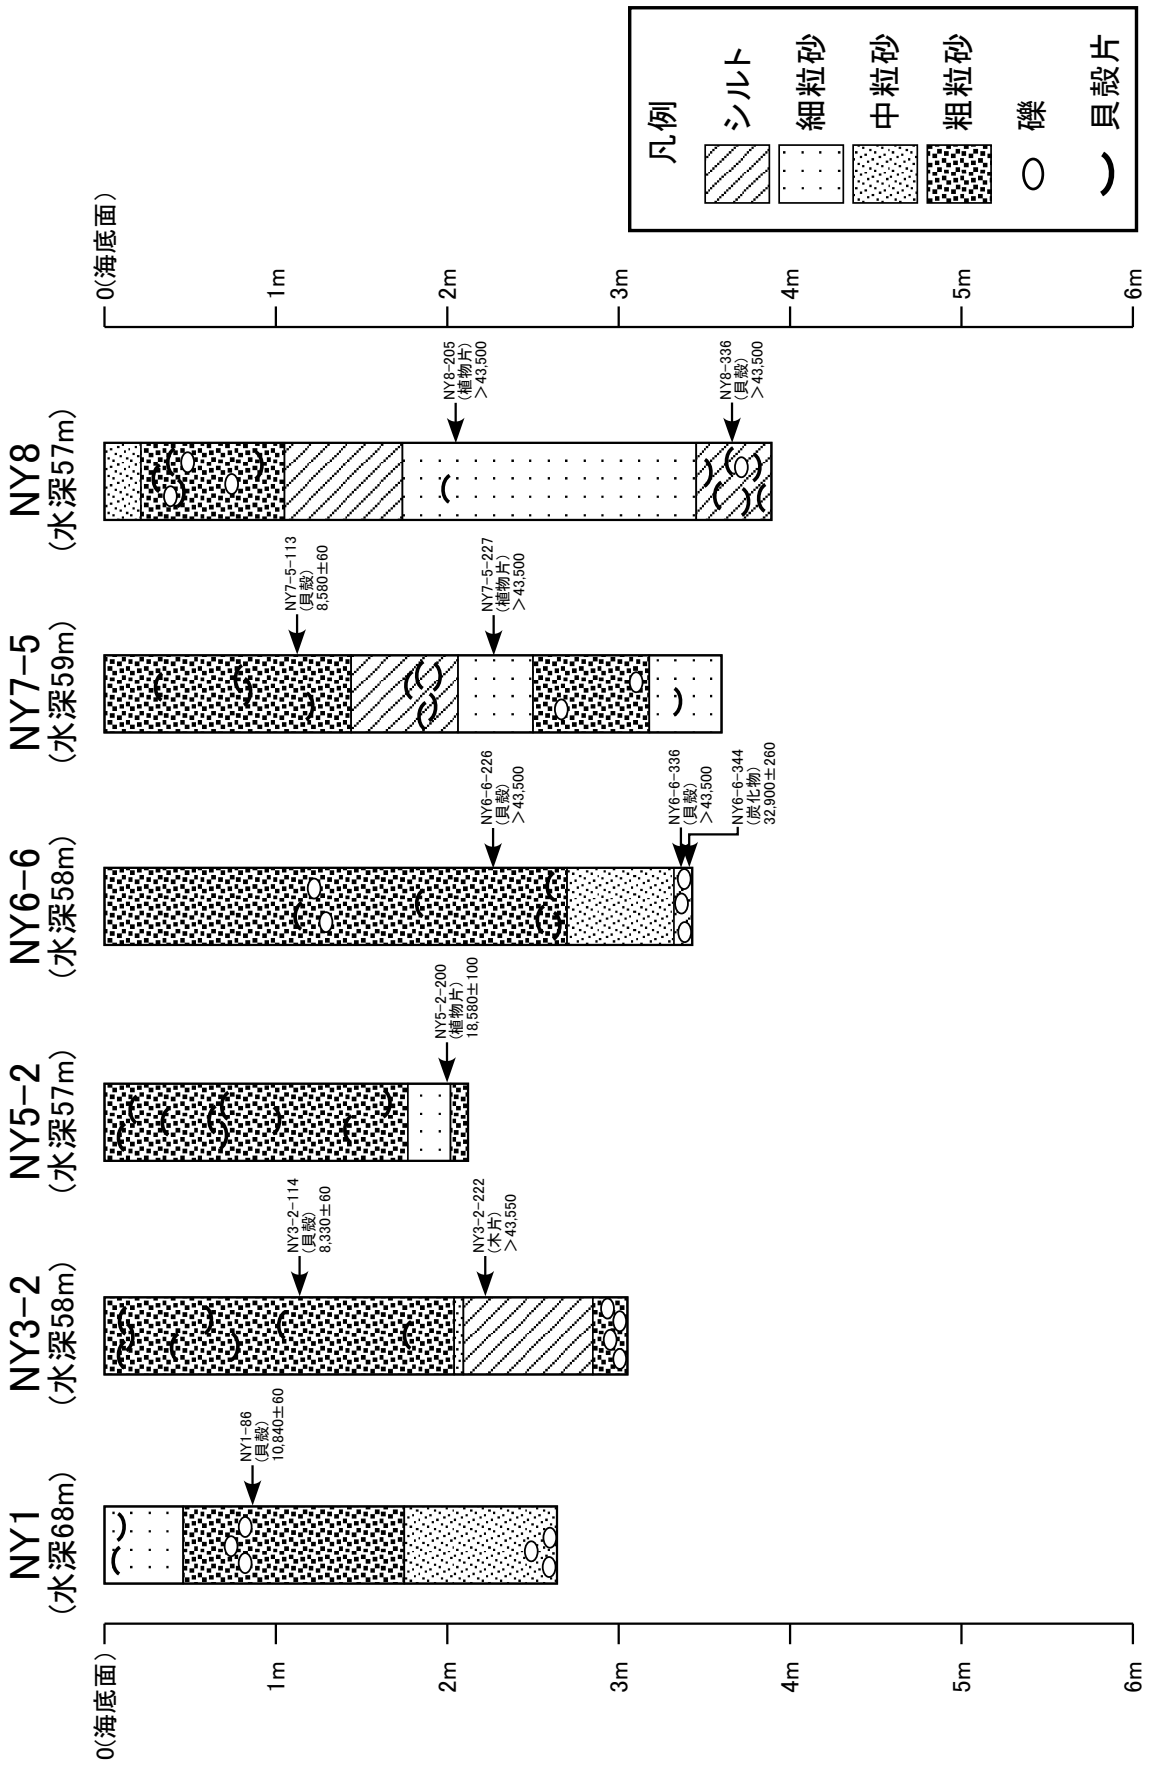 NY1
(水深68m)
NY3-2
(水深58m)
NY5-2
(水深57m)
NY6-6
(水深58m)
NY7-5
(水深59m)
NY8
(水深57m)
0(海底面)
1m
2m
3m
4m
5m
6m
NY1-86
(貝殻)
10,840±60
NY3-2-114
(貝殻)
8,330±60
NY3-2-222
(木片)
>43,550
NY5-2-200
(植物片)
18,580±100
NY6-6-226
(貝殻)
>43,500
NY6-6-336
(貝殻)
>43,500
NY6-6-344
(炭化物)
32,900±260
NY7-5-113
(貝殻)
8,580±60
NY7-5-227
(植物片)
>43,500
NY8-205
(植物片)
>43,500
NY8-336
(貝殻)
>43,500
0(海底面)
1m
2m
3m
4m
5m
6m
凡例
シルト
細粒砂
中粒砂
粗粒砂
礫
貝殻片